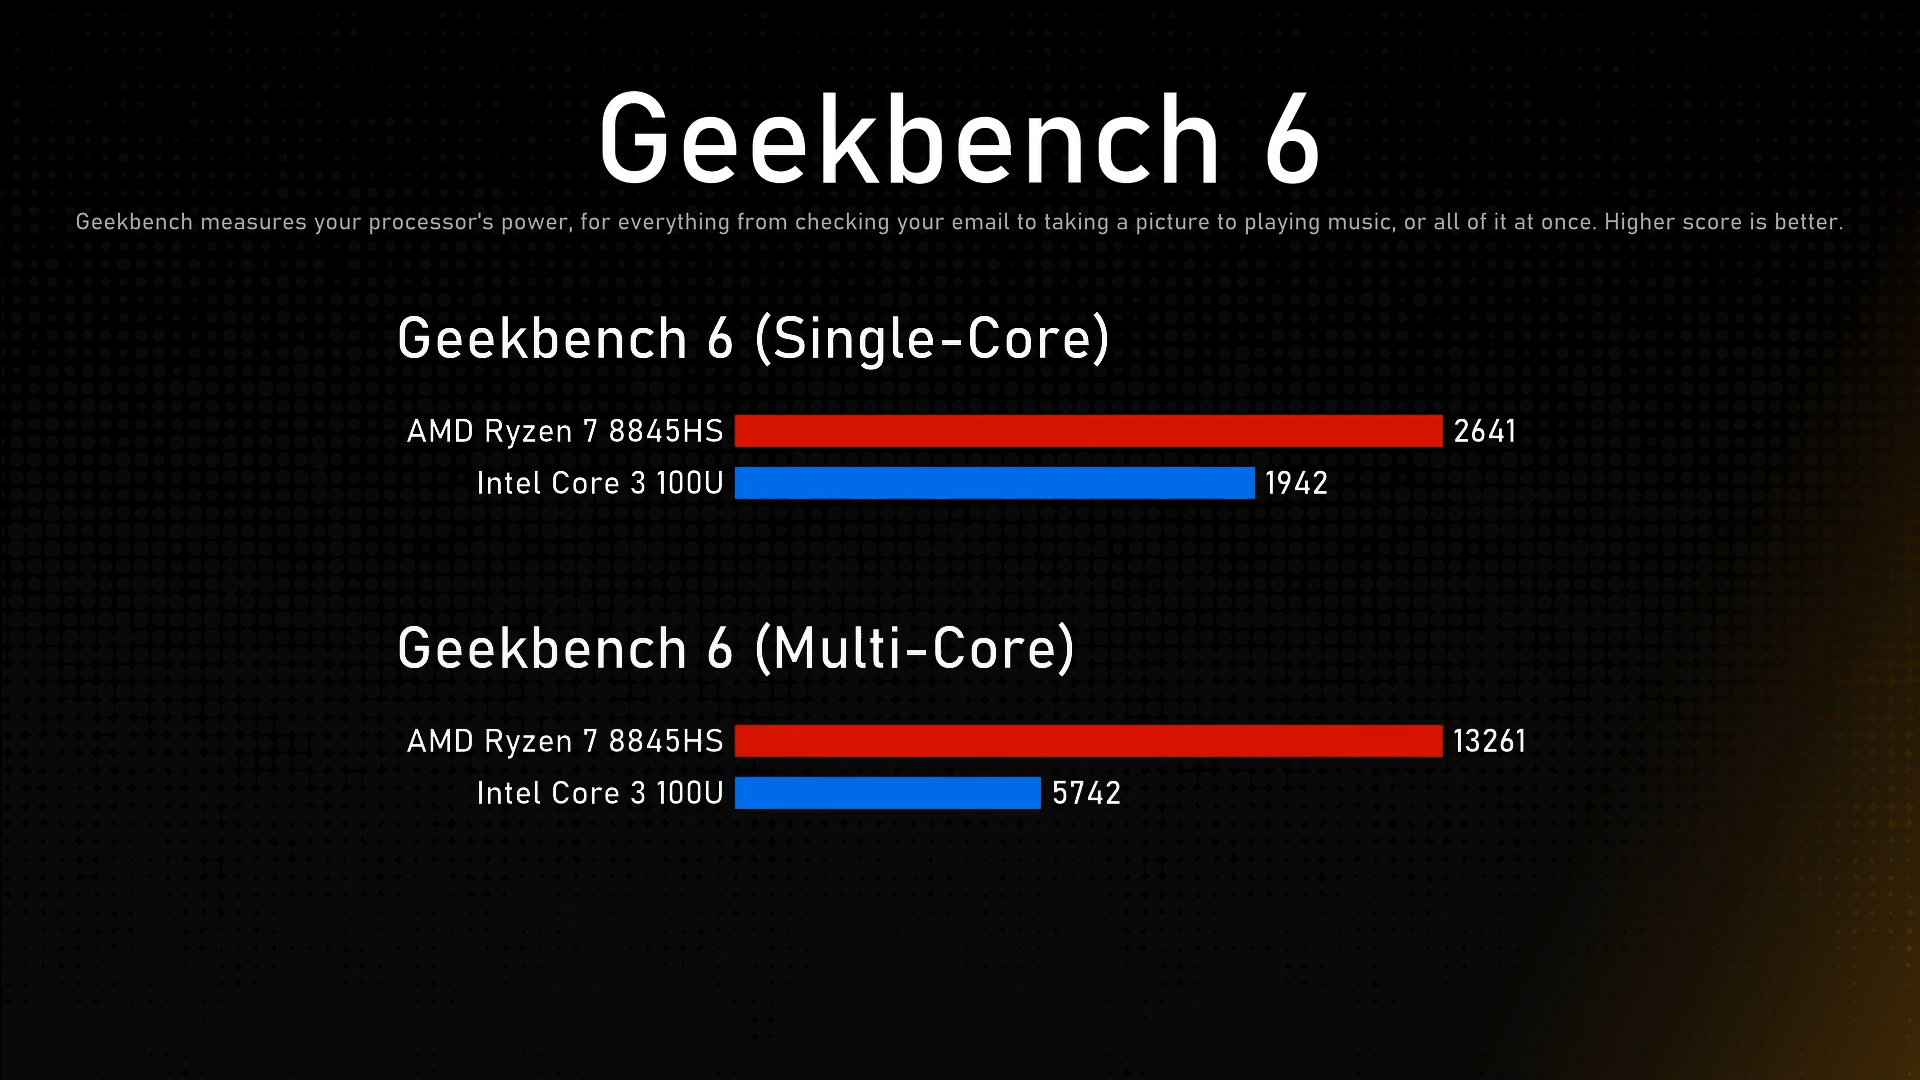 Geekbench 6
Geekbench measures your processor's power, for everything from checking your email to taking a picture to playing music, or all of it at once. Higher score is better.
Geekbench 6 (Single-Core)
AMD Ryzen 7 8845HS 2641
Intel Core 3 100U 1942
Geekbench 6 (Multi-Core)
AMD Ryzen 7 8845HS 13261
Intel Core 3 100U 5742